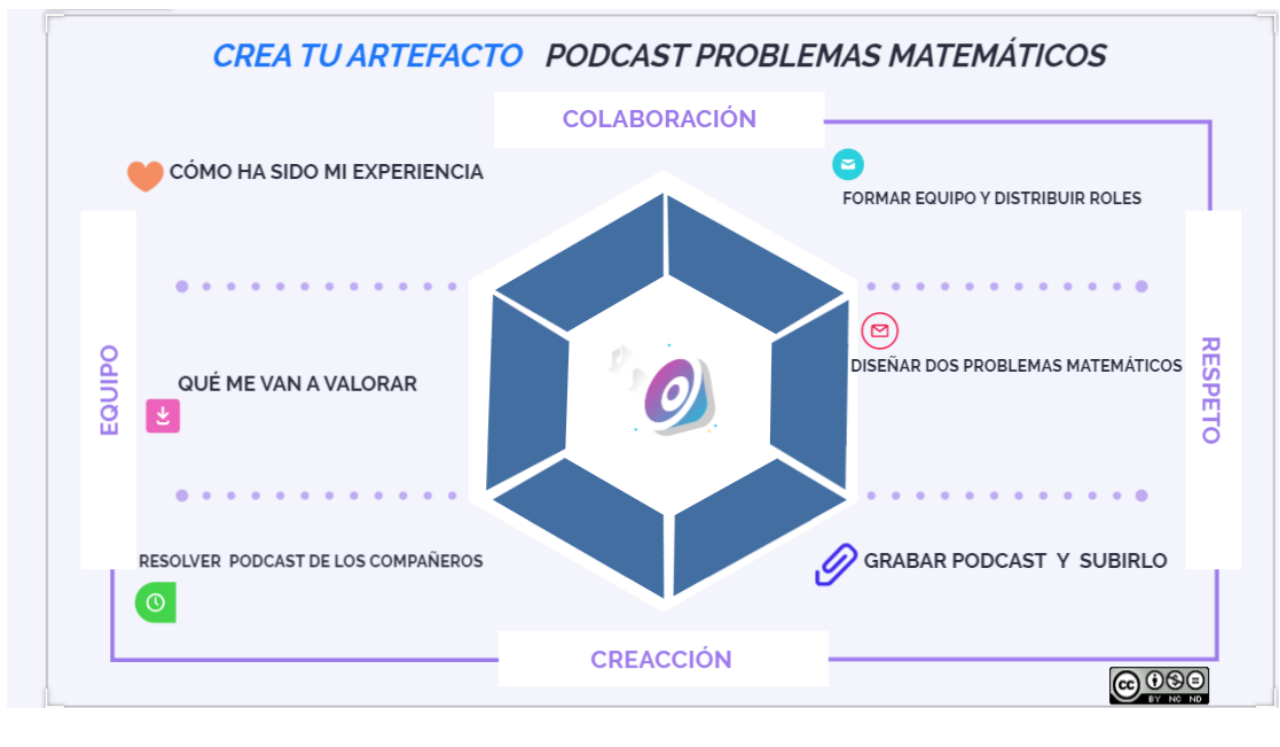 CREA TU ARTEFACTO PODCAST PROBLEMAS MATEMÁTICOS
COLABORACIÓN
CÓMO HA SIDO MI EXPERIENCIA
FORMAR EQUIPO Y DISTRIBUIR ROLES
EQUIPO
QUÉ ME VAN A VALORAR
DISEÑAR DOS PROBLEMAS MATEMÁTICOS
RESPETO
RESOLVER PODCAST DE LOS COMPAÑEROS
GRABAR PODCAST Y SUBIRLO
CREACCIÓN
cc
BY NC ND